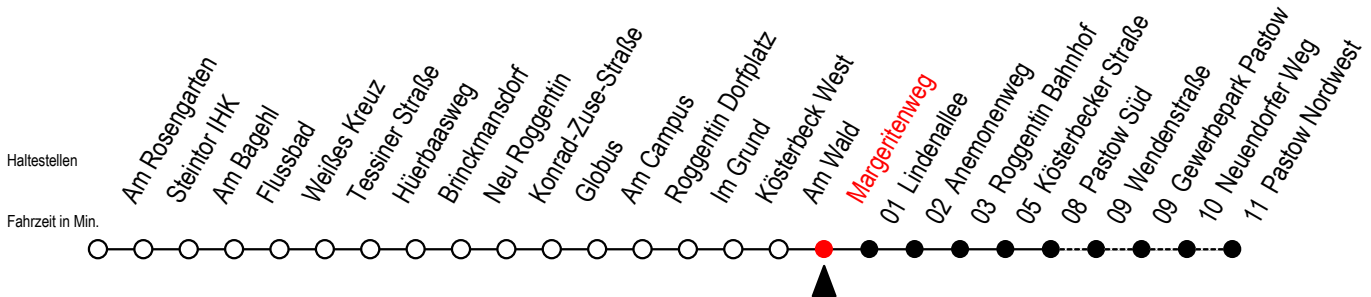 Haltestellen
Am Rosengarten
Steintor IHK
Am Bagehl
Flussbad
Weißes Kreuz
Tessiner Straße
Hüerbaasweg
Brinckmansdorf
Neu Roggentin
Konrad-Zuse-Straße
Globus
Am Campus
Roggentin Dorfplatz
Im Grund
Kösterbeck West
Am Wald
Margeritenweg
01 Lindenallee
02 Anemonenweg
03 Roggentin Bahnhof
05 Kösterbecker Straße
08 Pastow Süd
09 Wendenstraße
09 Gewerbepark Pastow
10 Neuendorfer Weg
11 Pastow Nordwest
Fahrzeit in Min.